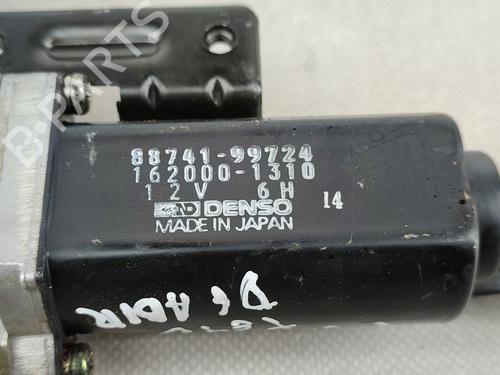 B-PARTS
88741-99724
162000-1310
12V 6H
DENSO
14
MADE IN JAPAN